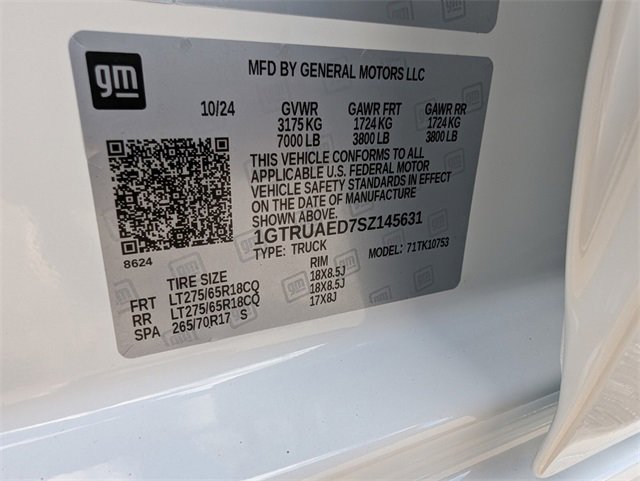 gm
MFD BY GENERAL MOTORS LLC
10/24 GVWR GAWR FRT GAWR RR
3175 KG 1724 KG 1724 KG
7000 LB 3800 LB 3800 LB
THIS VEHICLE CONFORMS TO ALL
APPLICABLE U.S. FEDERAL MOTOR
VEHICLE SAFETY STANDARDS IN EFFECT
ON THE DATE OF MANUFACTURE
SHOWN ABOVE.
1GTRUAED7SZ145631
TYPE: TRUCK MODEL: 71TK10753
8624
TIRE SIZE RIM
FRT LT275/65R18CQ 18X8.5J
RR LT275/65R18CQ 18X8.5J
SPA 265/70R17 S 17X8J